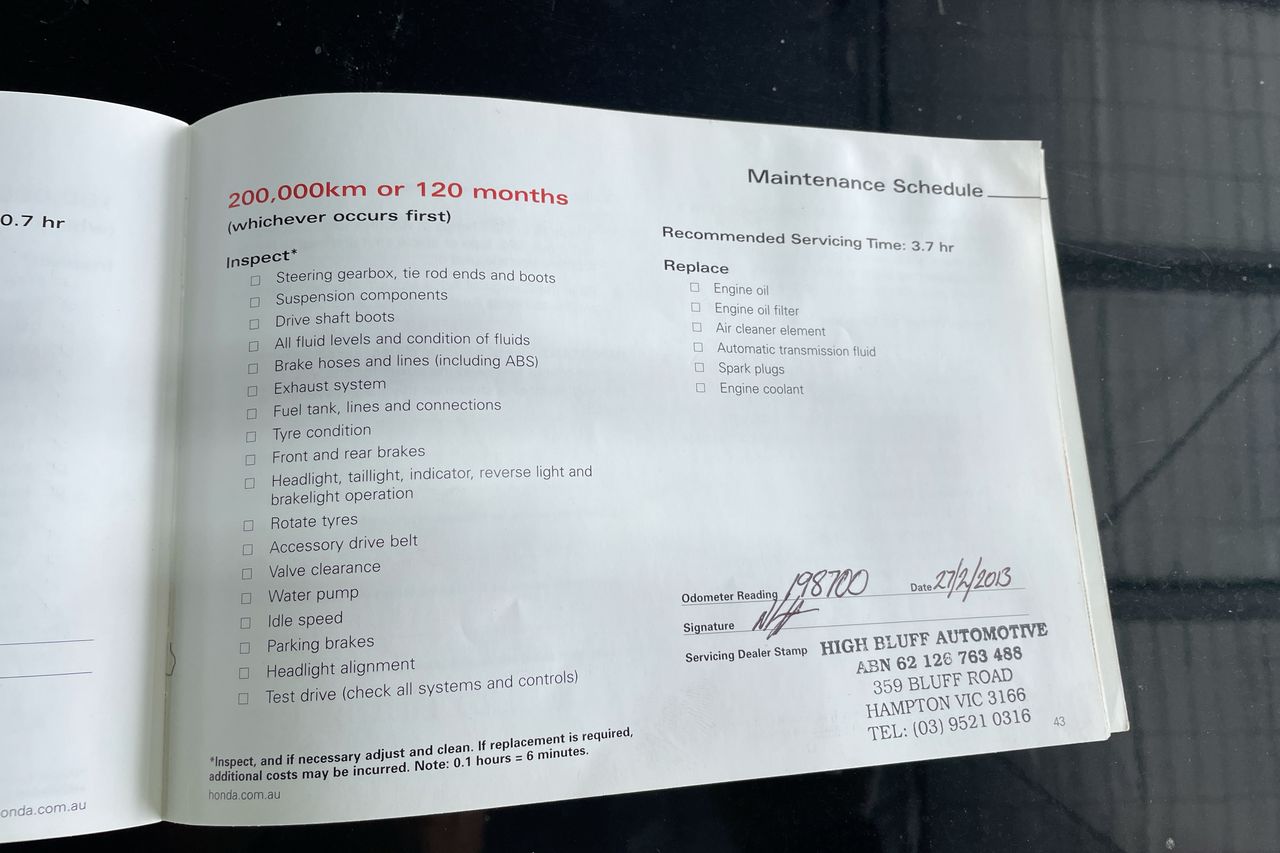 0.7 hr
onda.com.au
Maintenance Schedule
200,000km or 120 months
(whichever occurs first)
Inspect*
Steering gearbox, tie rod ends and boots
Suspension components
Drive shaft boots
All fluid levels and condition of fluids
Brake hoses and lines (including ABS)
Exhaust system
Fuel tank, lines and connections
Tyre condition
Front and rear brakes
Headlight, taillight, indicator, reverse light and
brakelight operation
Rotate tyres
Accessory drive belt
Valve clearance
Water pump
Idle speed
Parking brakes
Headlight alignment
Test drive (check all systems and controls)
*Inspect, and if necessary adjust and clean. If replacement is required,
additional costs may be incurred. Note: 0.1 hours = 6 minutes.
honda.com.au
Recommended Servicing Time: 3.7 hr
Replace
Engine oil
Engine oil filter
Air cleaner element
Automatic transmission fluid
Spark plugs
Engine coolant
Odometer Reading 198700 Date 27/2/2013
Signature
Servicing Dealer Stamp HIGH BLUFF AUTOMOTIVE
ABN 62 126 763 488
359 BLUFF ROAD
HAMPTON VIC 3166
TEL: (03) 9521 0316
43